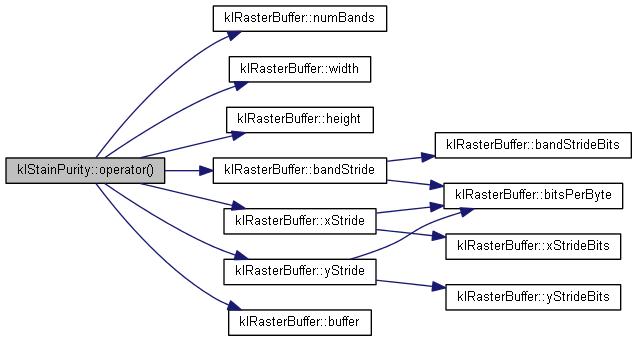 klRasterBuffer::numBands
klRasterBuffer::width
klRasterBuffer::height
klRasterBuffer::bandStrideBits
klStainPurity::operator()
klRasterBuffer::bandStride
klRasterBuffer::bitsPerByte
klRasterBuffer::xStride
klRasterBuffer::xStrideBits
klRasterBuffer::yStride
klRasterBuffer::yStrideBits
klRasterBuffer::buffer